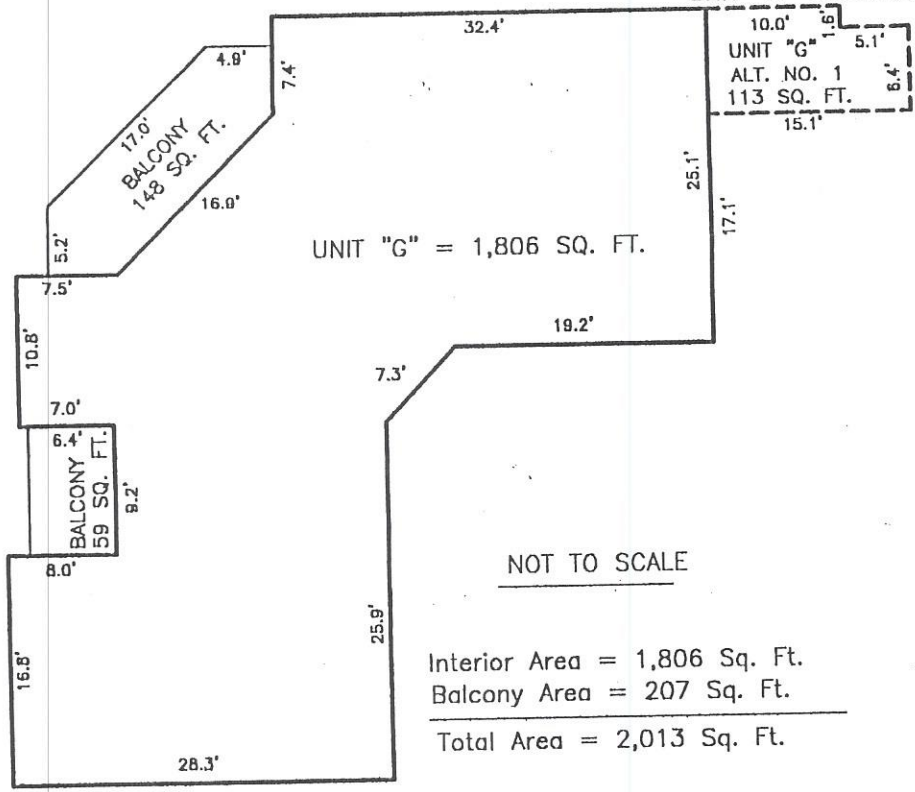 32.4'
10.0'
1.6'
5.1'
UNIT "G"
ALT. NO. 1
113 SQ. FT.
6.4'
15.1'
4.9'
7.4'
17.0'
BALCONY
148 SQ. FT.
16.9'
25.1'
17.1'
5.2'
UNIT "G" = 1,806 SQ. FT.
7.5'
10.8'
19.2'
7.3'
7.0'
6.4'
BALCONY
59 SQ. FT.
9.2'
8.0'
NOT TO SCALE
16.8'
25.9'
Interior Area = 1,806 Sq. Ft.
Balcony Area = 207 Sq. Ft.
Total Area = 2,013 Sq. Ft.
28.3'